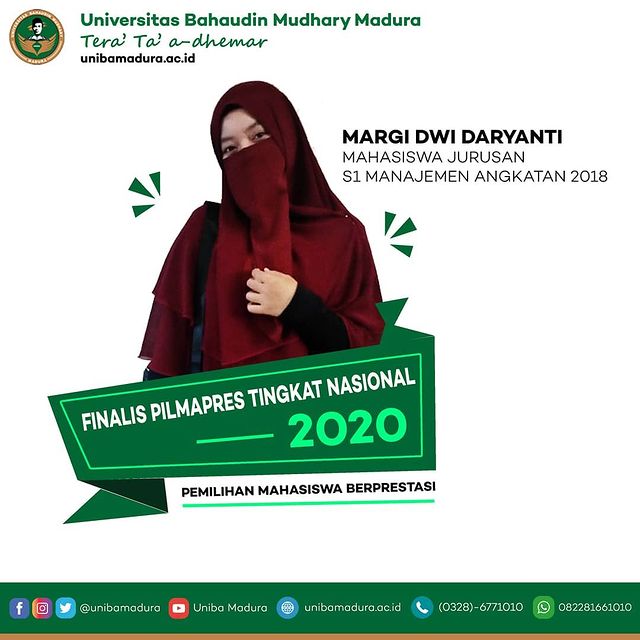 Universitas Bahaudin Mudhary Madura
Tera' Ta' a-dhemar
unibamadura.ac.id
MARGI DWI DARYANTI
MAHASISWA JURUSAN
S1 MANAJEMEN ANGKATAN 2018
FINALIS PILMAPRES TINGKAT NASIONAL
2020
PEMILIHAN MAHASISWA BERPRESTASI
@unibamadura Uniba Madura unibamadura.ac.id (0328)-6771010 082281661010